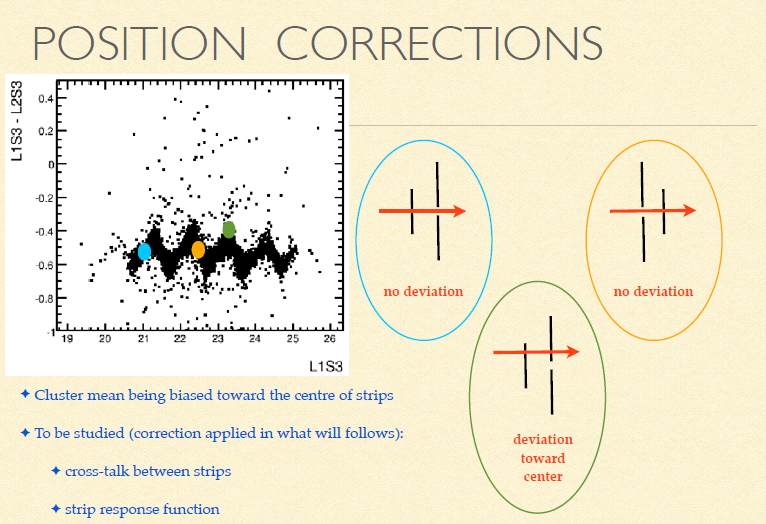 POSITION CORRECTIONS
L1S3 - L2S3
0.4
0.2
0
-0.2
-0.4
-0.6
-0.8
-1
19 20 21 22 23 24 25 26
L1S3
no deviation
no deviation
deviation
toward
center
✦ Cluster mean being biased toward the centre of strips
✦ To be studied (correction applied in what will follows):
✦ cross-talk between strips
✦ strip response function